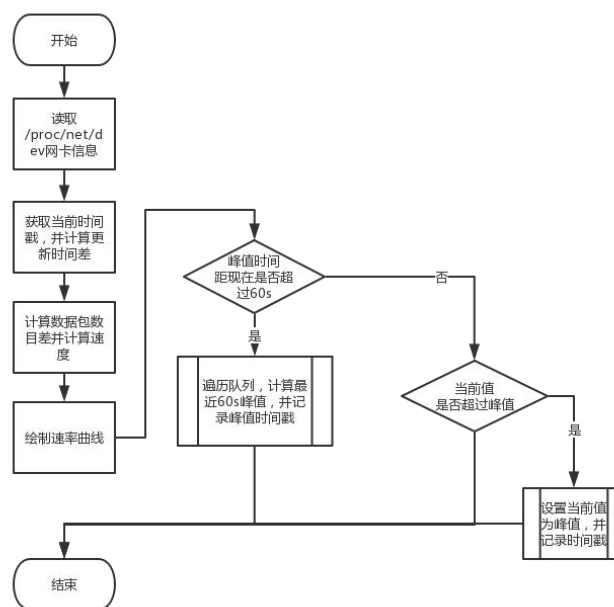 开始
读取
/proc/net/d
ev网卡信息
获取当前时间
戳，并计算更
新时间差
计算数据包数
目差并计算速
度
绘制速率曲线
峰值时间
距现在是否超
过60s
是
否
遍历队列，计算最
近60s峰值，并记
录峰值时间戳
当前值
是否超过峰值
是
设置当前值
为峰值，并
记录时间戳
结束